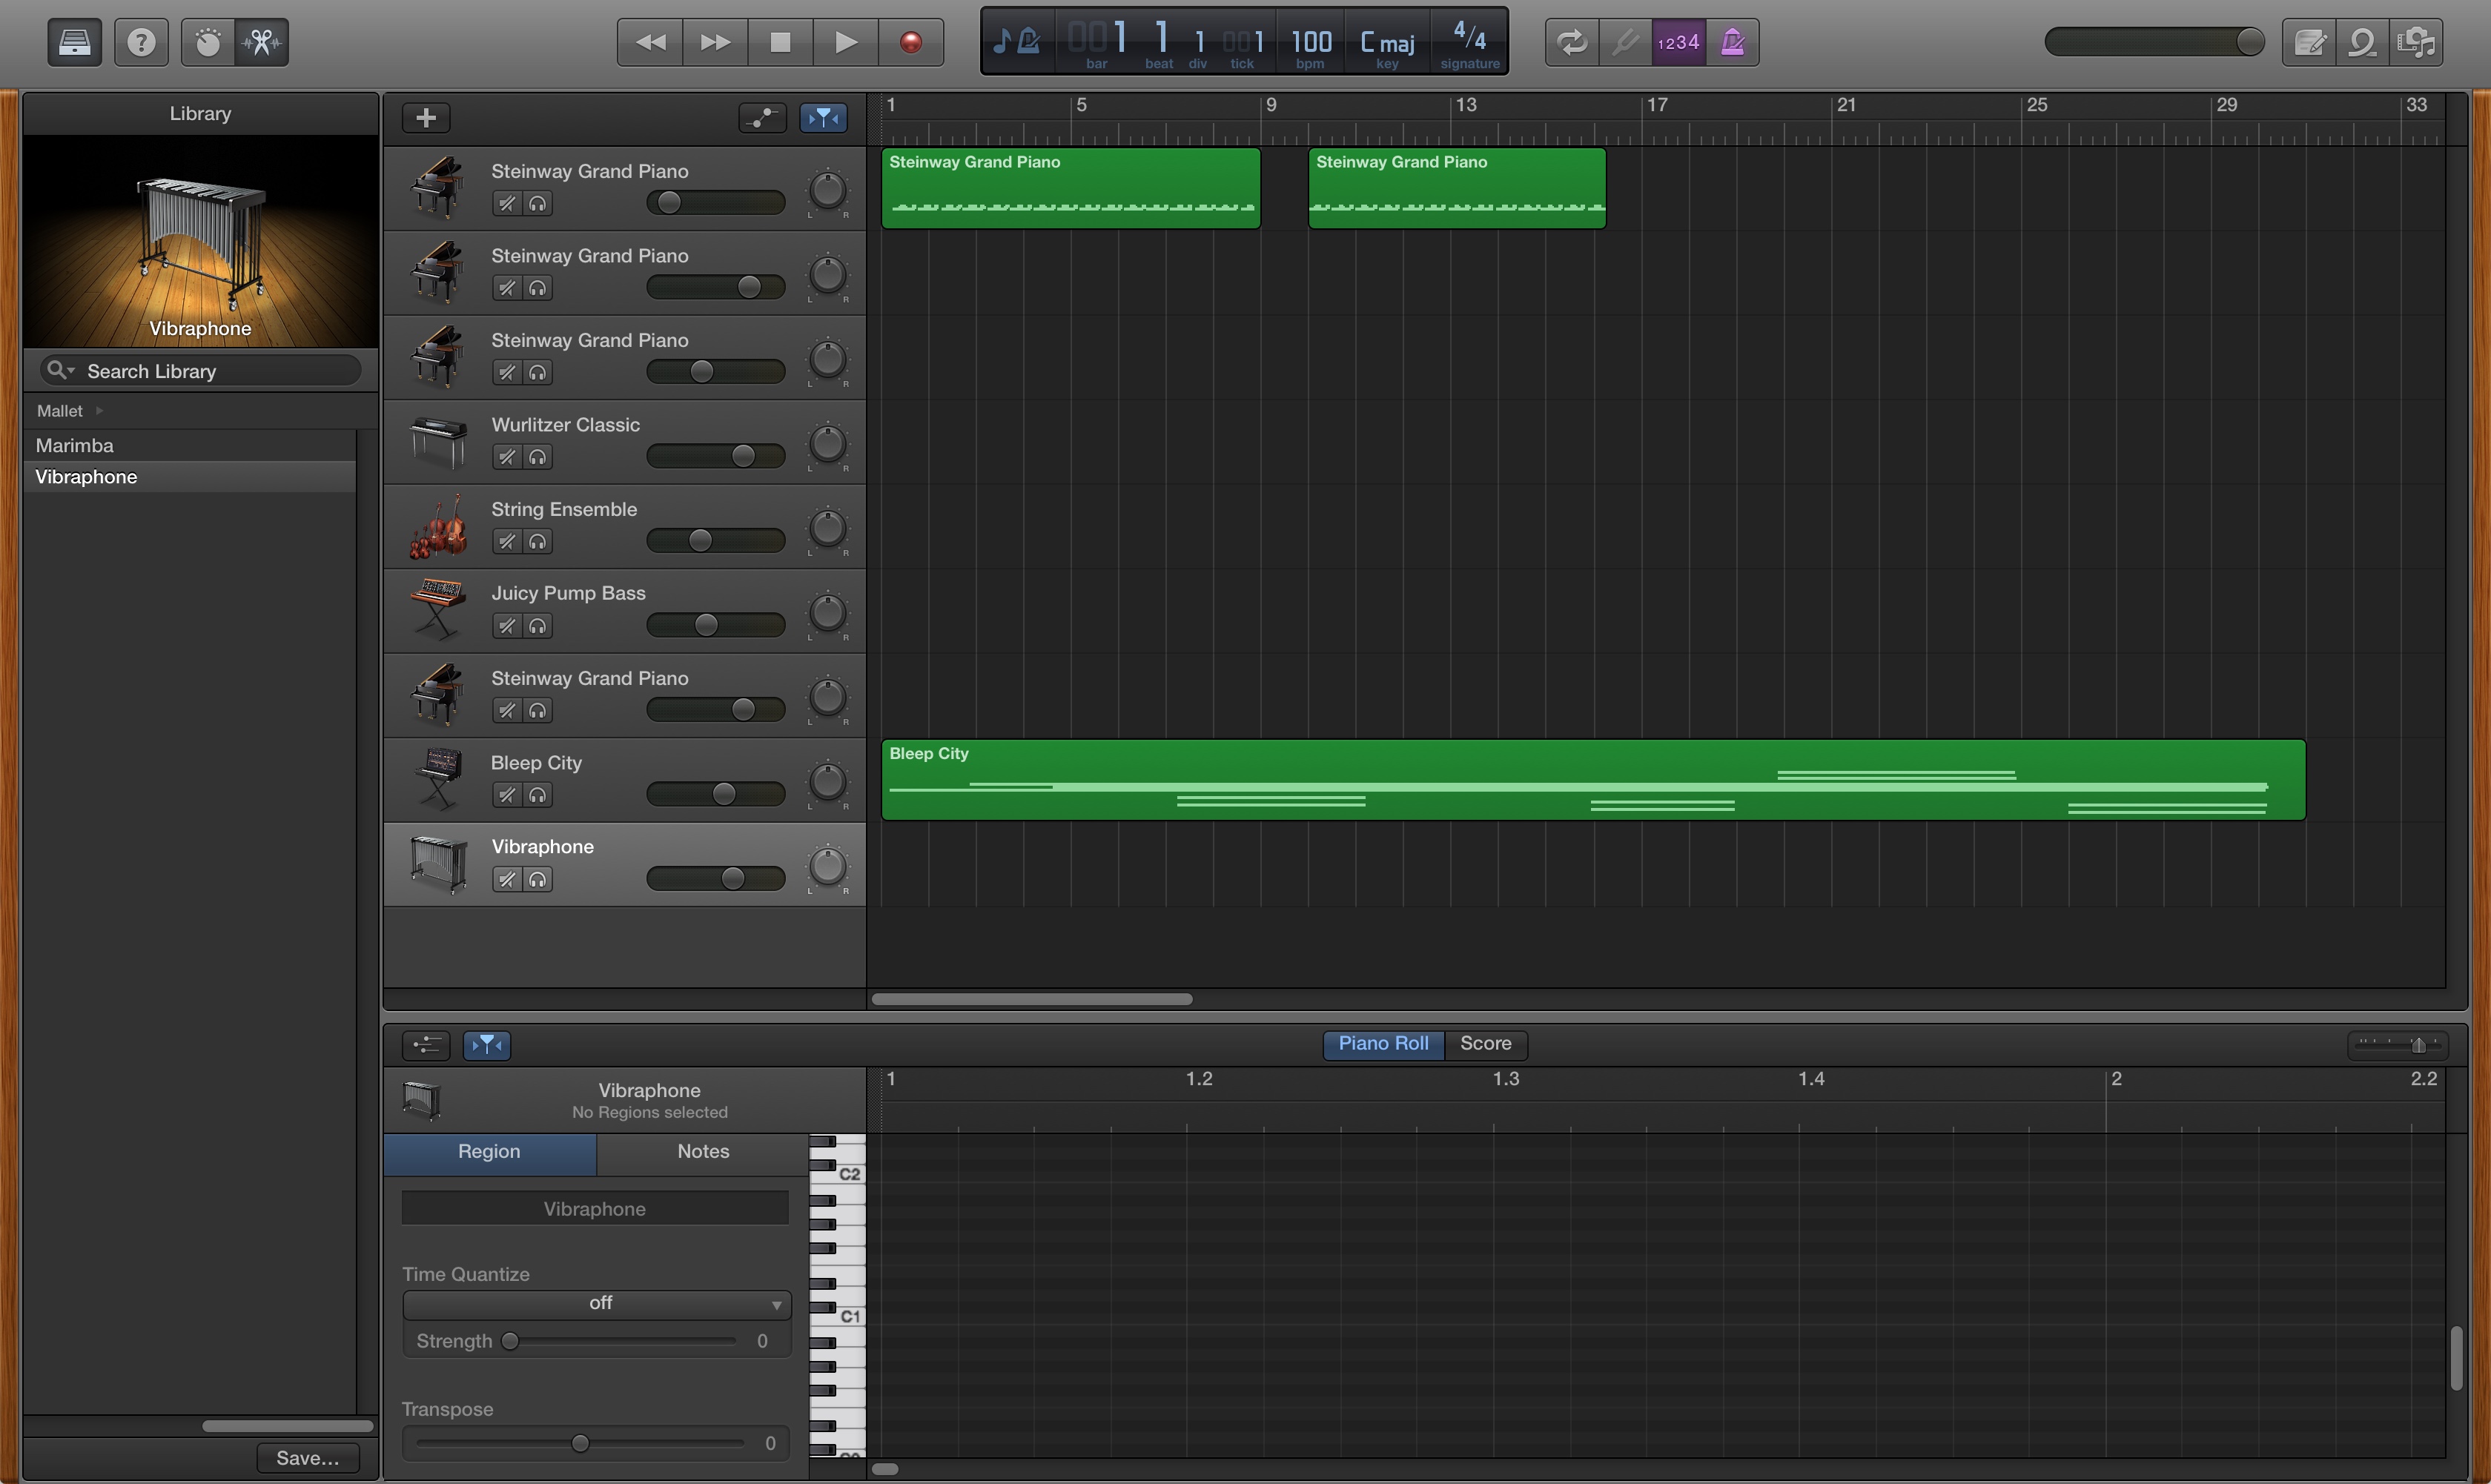 001 1 1 001 100 C maj 4/4
bar beat div tick bpm key signature
1234
Library
Vibraphone
Search Library
Mallet
Marimba
Vibraphone
Save...
1 5 9 13 17 21 25 29 33
Steinway Grand Piano
L R
Steinway Grand Piano
Steinway Grand Piano
Steinway Grand Piano
L R
Steinway Grand Piano
L R
Wurlitzer Classic
L R
String Ensemble
L R
Juicy Pump Bass
L R
Steinway Grand Piano
L R
Bleep City
L R
Bleep City
Vibraphone
L R
Piano Roll Score
Vibraphone
No Regions selected
1 1.2 1.3 1.4 2 2.2
Region Notes
Vibraphone
Time Quantize
off
Strength 0
Transpose
0
C2
C1